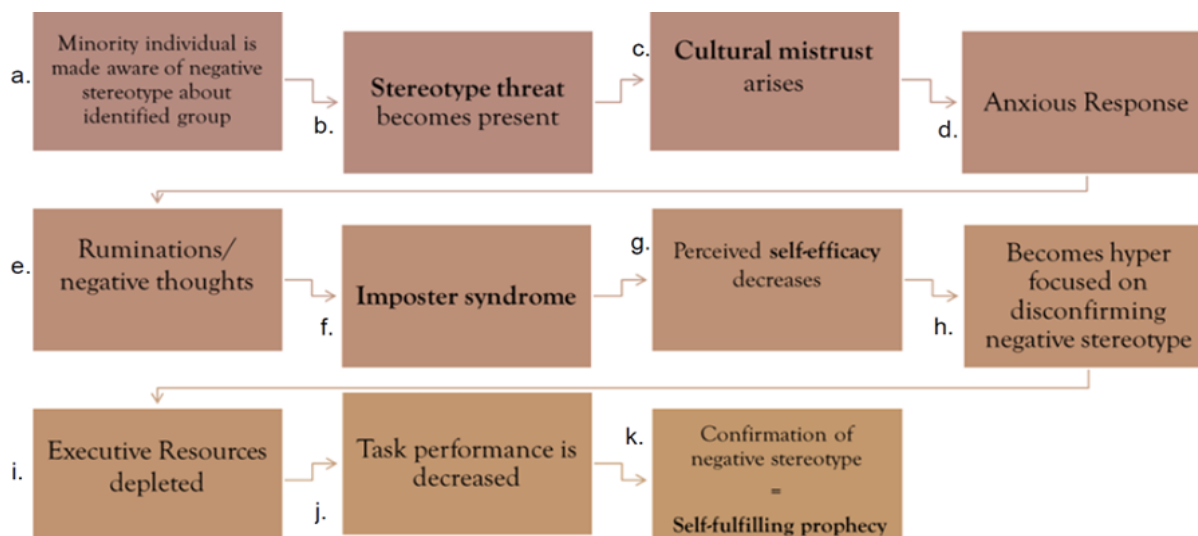 a.
Minority individual is
made aware of negative
stereotype about
identified group
b.
Stereotype threat
becomes present
c.
Cultural mistrust
arises
d.
Anxious Response
e.
Ruminations/
negative thoughts
f.
Imposter syndrome
g.
Perceived self-efficacy
decreases
h.
Becomes hyper
focused on
disconfirming
negative stereotype
i.
Executive Resources
depleted
j.
Task performance is
decreased
k.
Confirmation of
negative stereotype
=
Self-fulfilling prophecy